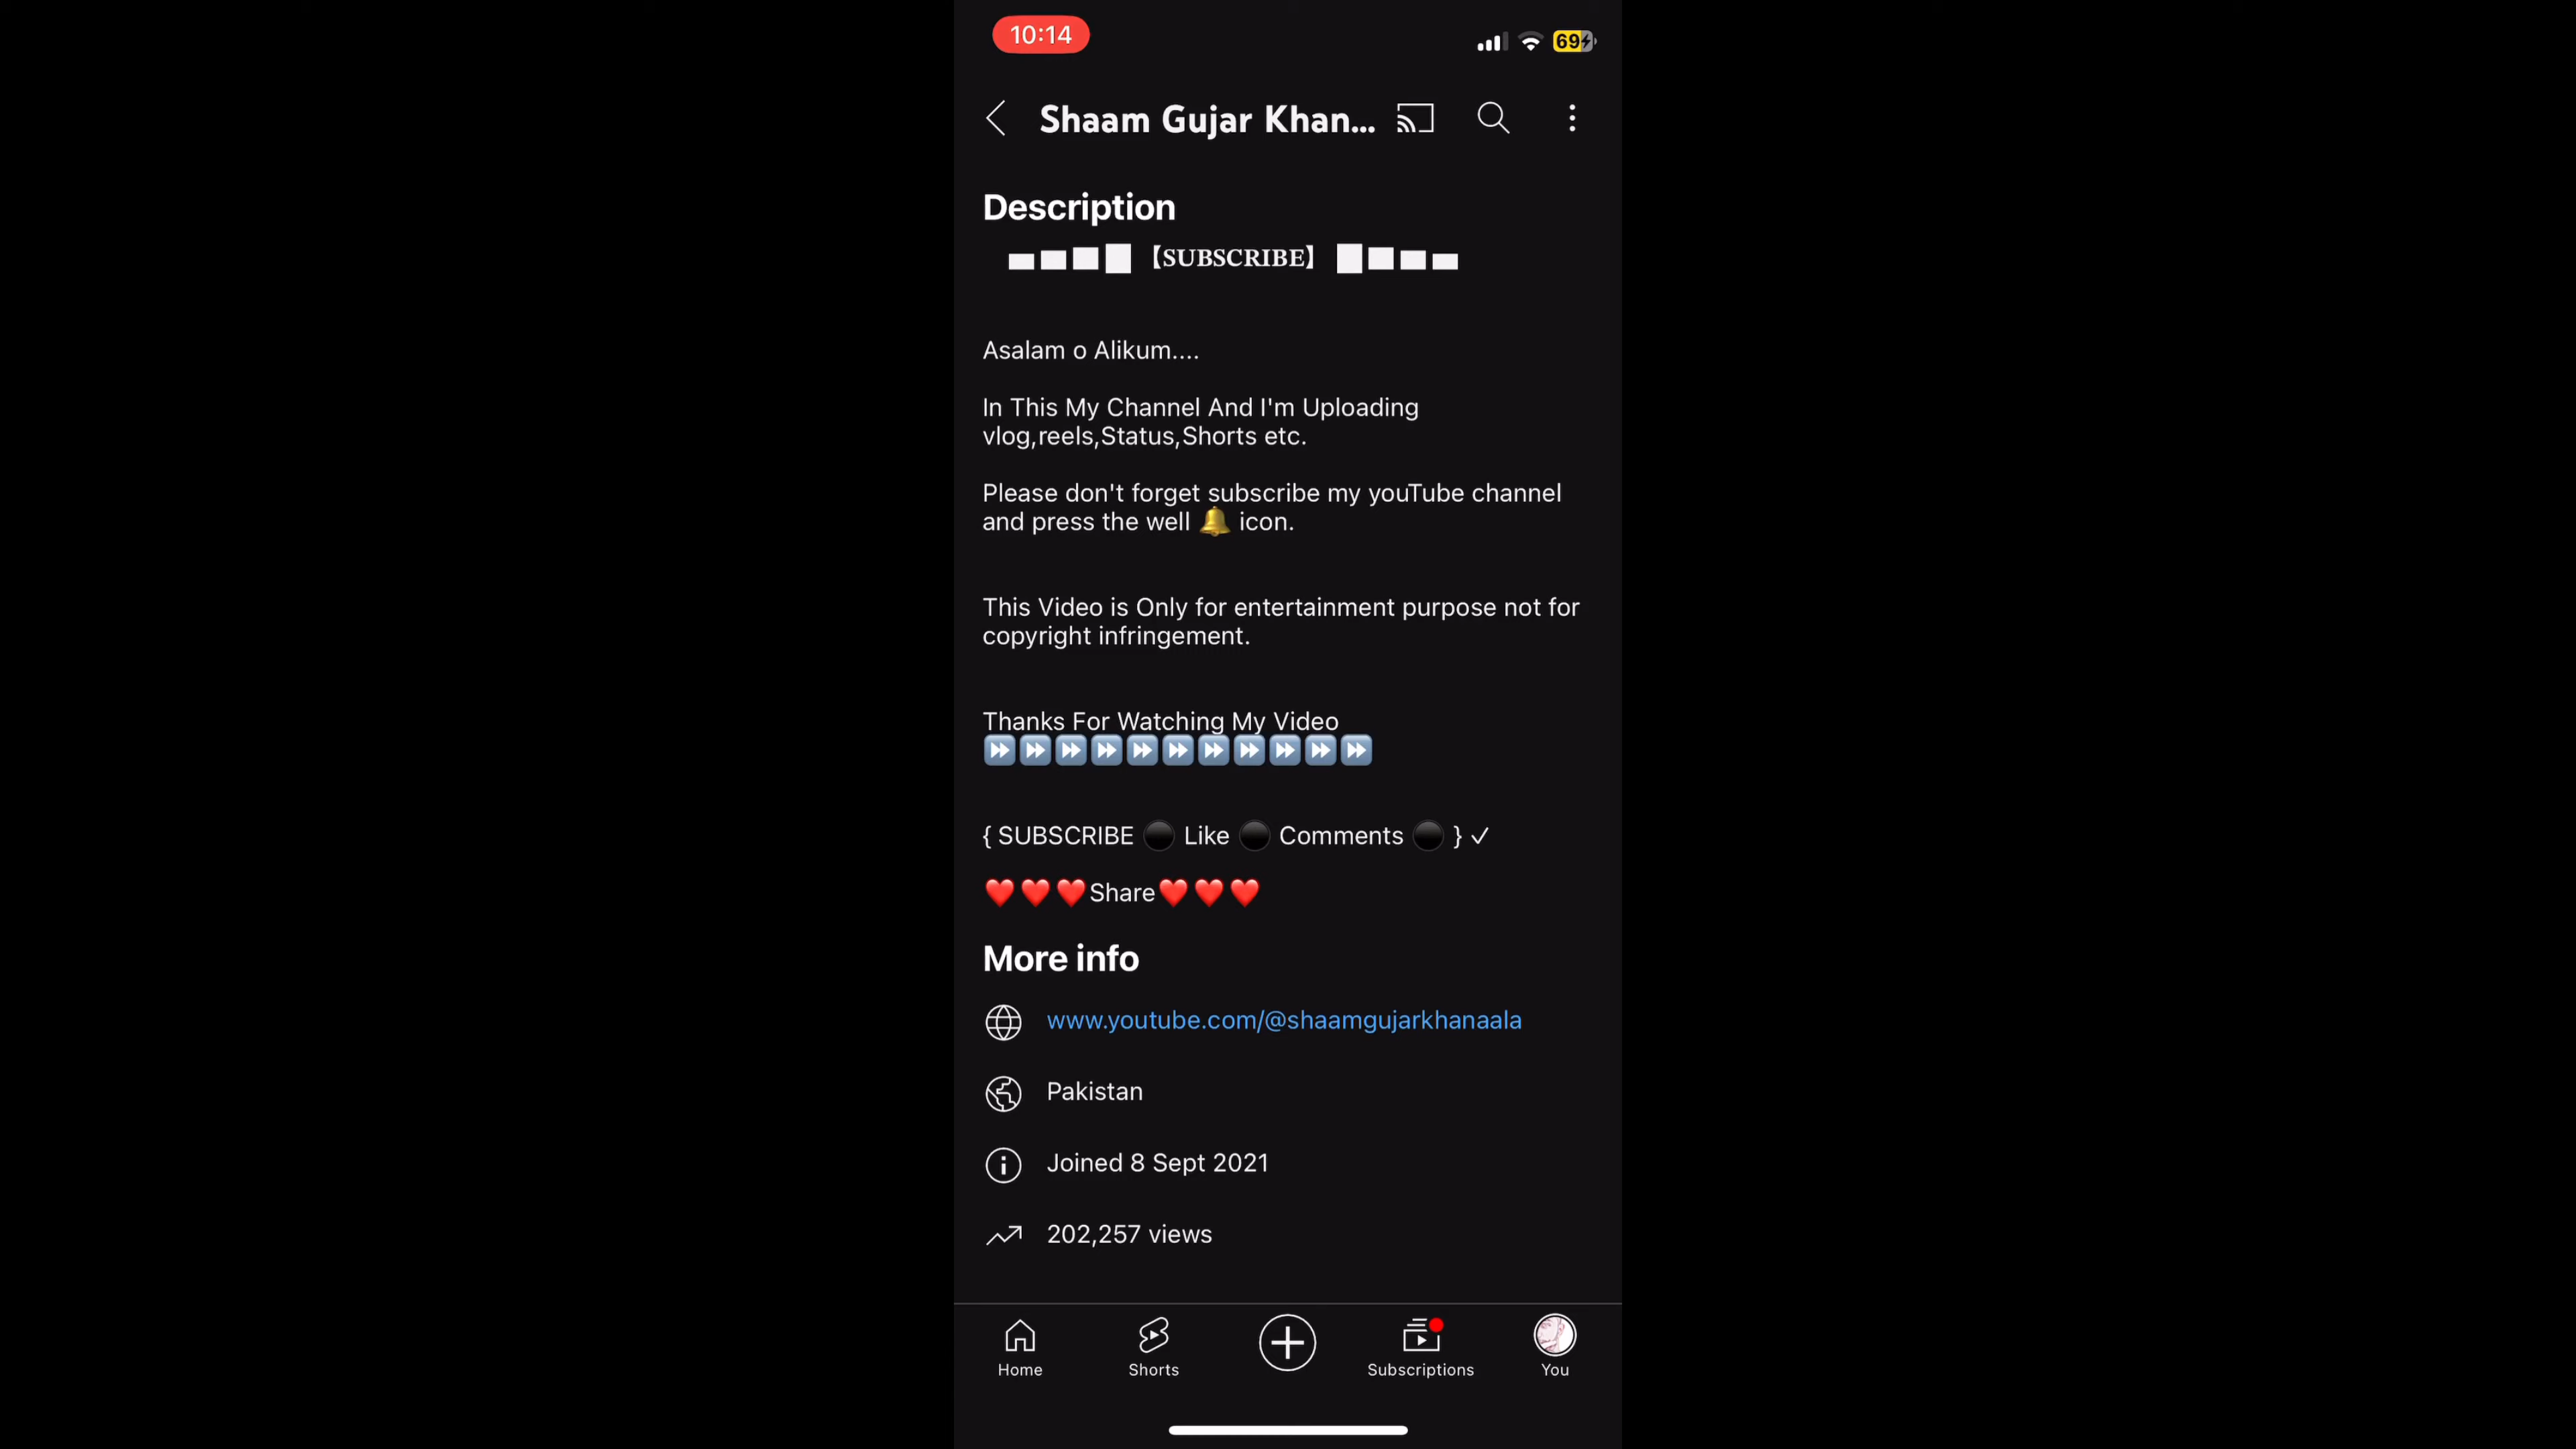 10:14
69
Shaam Gujar Khan...
Description
▃▅▆█ 【SUBSCRIBE】 █▆▅▃
Asalam o Alikum....
In This My Channel And I'm Uploading
vlog,reels,Status,Shorts etc.
Please don't forget subscribe my youTube channel
and press the well 🔔 icon.
This Video is Only for entertainment purpose not for
copyright infringement.
Thanks For Watching My Video
⏩⏩⏩⏩⏩⏩⏩⏩⏩⏩⏩
{ SUBSCRIBE ⚫ Like ⚫ Comments ⚫ } ✓
❤️❤️❤️Share❤️❤️❤️
More info
www.youtube.com/@shaamgujarkhanaala
Pakistan
Joined 8 Sept 2021
202,257 views
Home Shorts Subscriptions You